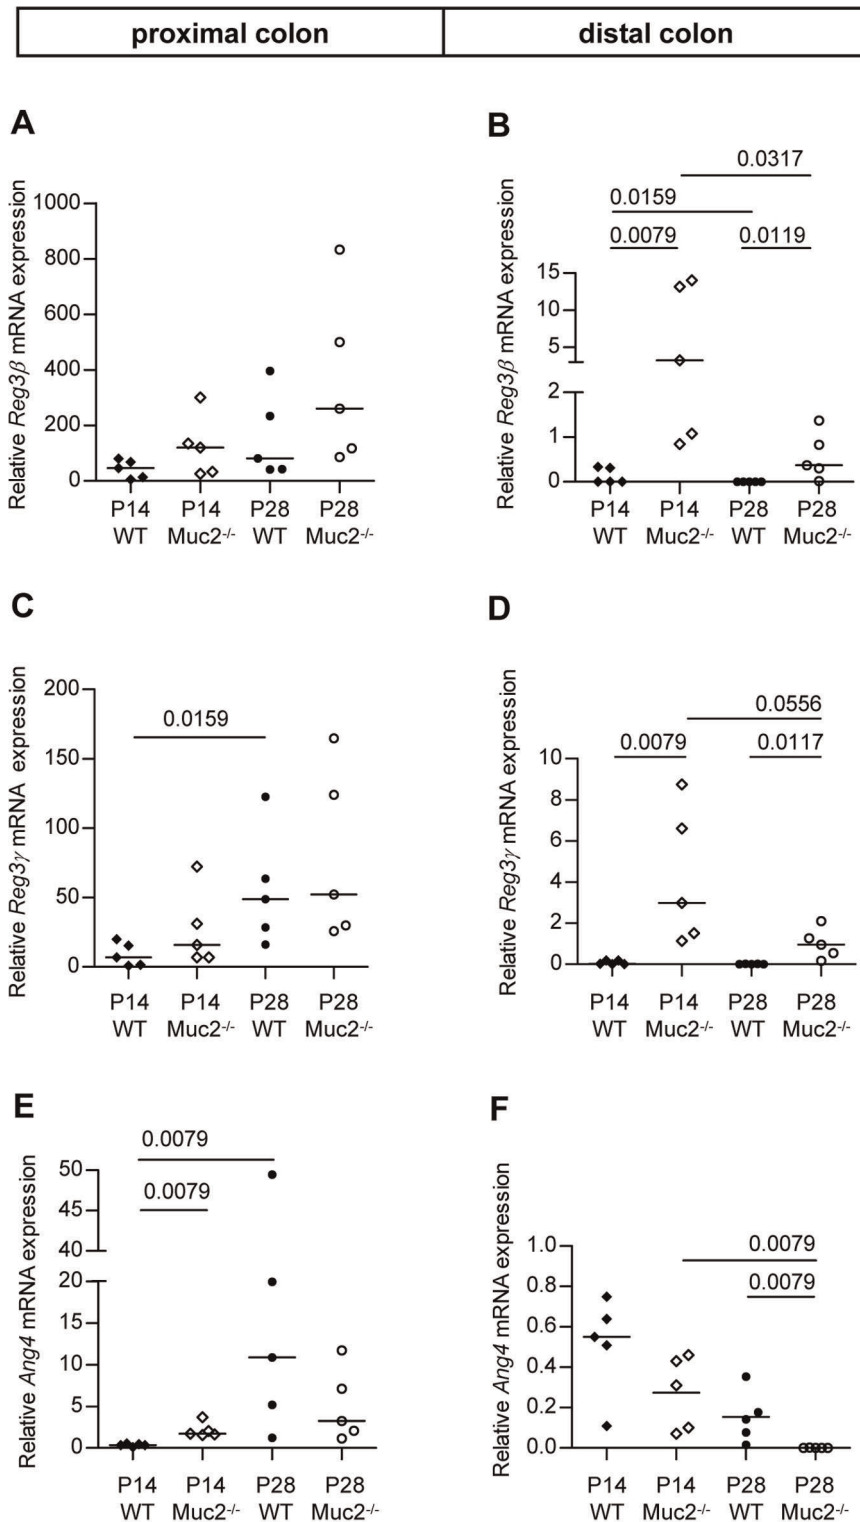 proximal colon distal colon
A
Relative Reg3β mRNA expression
1000
800
600
400
200
0
P14 P14 P28 P28
WT Muc2-/- WT Muc2-/-
B
Relative Reg3β mRNA expression
0.0317
0.0159
0.0079 0.0119
15
10
5
2
1
0
P14 P14 P28 P28
WT Muc2-/- WT Muc2-/-
C
Relative Reg3γ mRNA expression
200
150
100
50
0
0.0159
P14 P14 P28 P28
WT Muc2-/- WT Muc2-/-
D
Relative Reg3γ mRNA expression
0.0556
0.0079 0.0117
10
8
6
4
2
0
P14 P14 P28 P28
WT Muc2-/- WT Muc2-/-
E
Relative Ang4 mRNA expression
0.0079
0.0079
50
45
40
20
15
10
5
0
P14 P14 P28 P28
WT Muc2-/- WT Muc2-/-
F
Relative Ang4 mRNA expression
0.0079
0.0079
1.0
0.8
0.6
0.4
0.2
0.0
P14 P14 P28 P28
WT Muc2-/- WT Muc2-/-